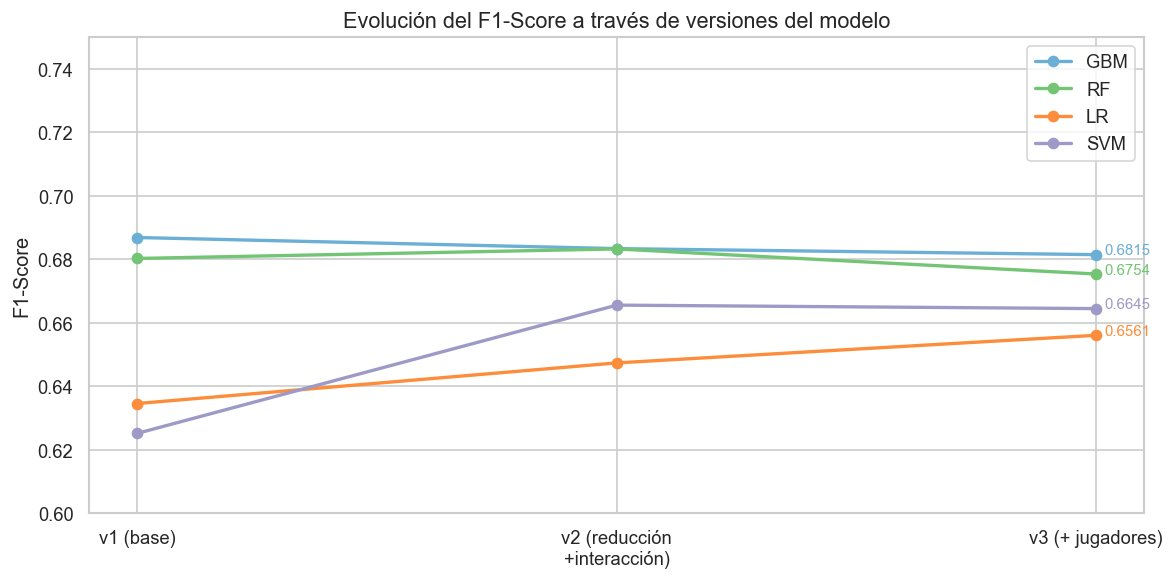 Evolución del F1-Score a través de versiones del modelo
GBM
RF
LR
SVM
F1-Score
0.74
0.72
0.70
0.68
0.66
0.64
0.62
0.60
0.6815
0.6754
0.6645
0.6561
v1 (base)
v2 (reducción
+interacción)
v3 (+ jugadores)